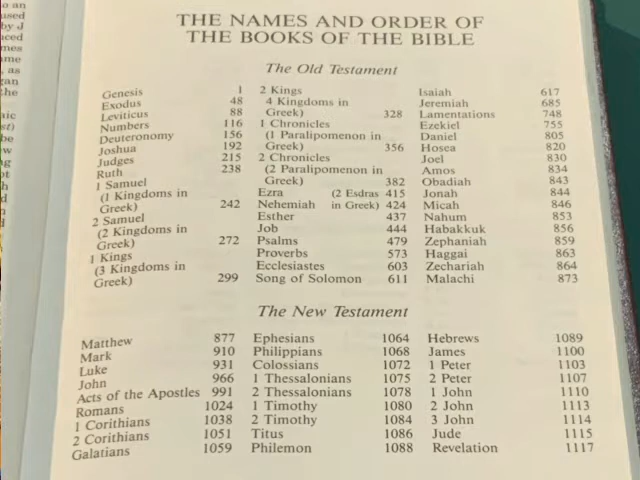 THE NAMES AND ORDER OF
THE BOOKS OF THE BIBLE
The Old Testament
Genesis 1
Exodus 48
Leviticus 88
Numbers 116
Deuteronomy 156
Joshua 192
Judges 215
Ruth 238
1 Samuel
(1 Kingdoms in
Greek) 242
2 Samuel
(2 Kingdoms in
Greek) 272
1 Kings
(3 Kingdoms in
Greek) 299
2 Kings
4 Kingdoms in
Greek) 328
1 Chronicles
(1 Paralipomenon in
Greek) 356
2 Chronicles
(2 Paralipomenon in
Greek) 382
Ezra (2 Esdras 415
Nehemiah in Greek) 424
Esther 437
Job 444
Psalms 479
Proverbs 573
Ecclesiastes 603
Song of Solomon 611
Isaiah 617
Jeremiah 685
Lamentations 748
Ezekiel 755
Daniel 805
Hosea 820
Joel 830
Amos 834
Obadiah 843
Jonah 844
Micah 846
Nahum 853
Habakkuk 856
Zephaniah 859
Haggai 863
Zechariah 864
Malachi 873
The New Testament
Matthew 877
Mark 910
Luke 931
John 966
Acts of the Apostles 991
Romans 1024
1 Corithians 1038
2 Corithians 1051
Galatians 1059
Ephesians 1064
Philippians 1068
Colossians 1072
1 Thessalonians 1075
2 Thessalonians 1078
1 Timothy 1080
2 Timothy 1084
Titus 1086
Philemon 1088
Hebrews 1089
James 1100
1 Peter 1103
2 Peter 1107
1 John 1110
2 John 1113
3 John 1114
Jude 1115
Revelation 1117